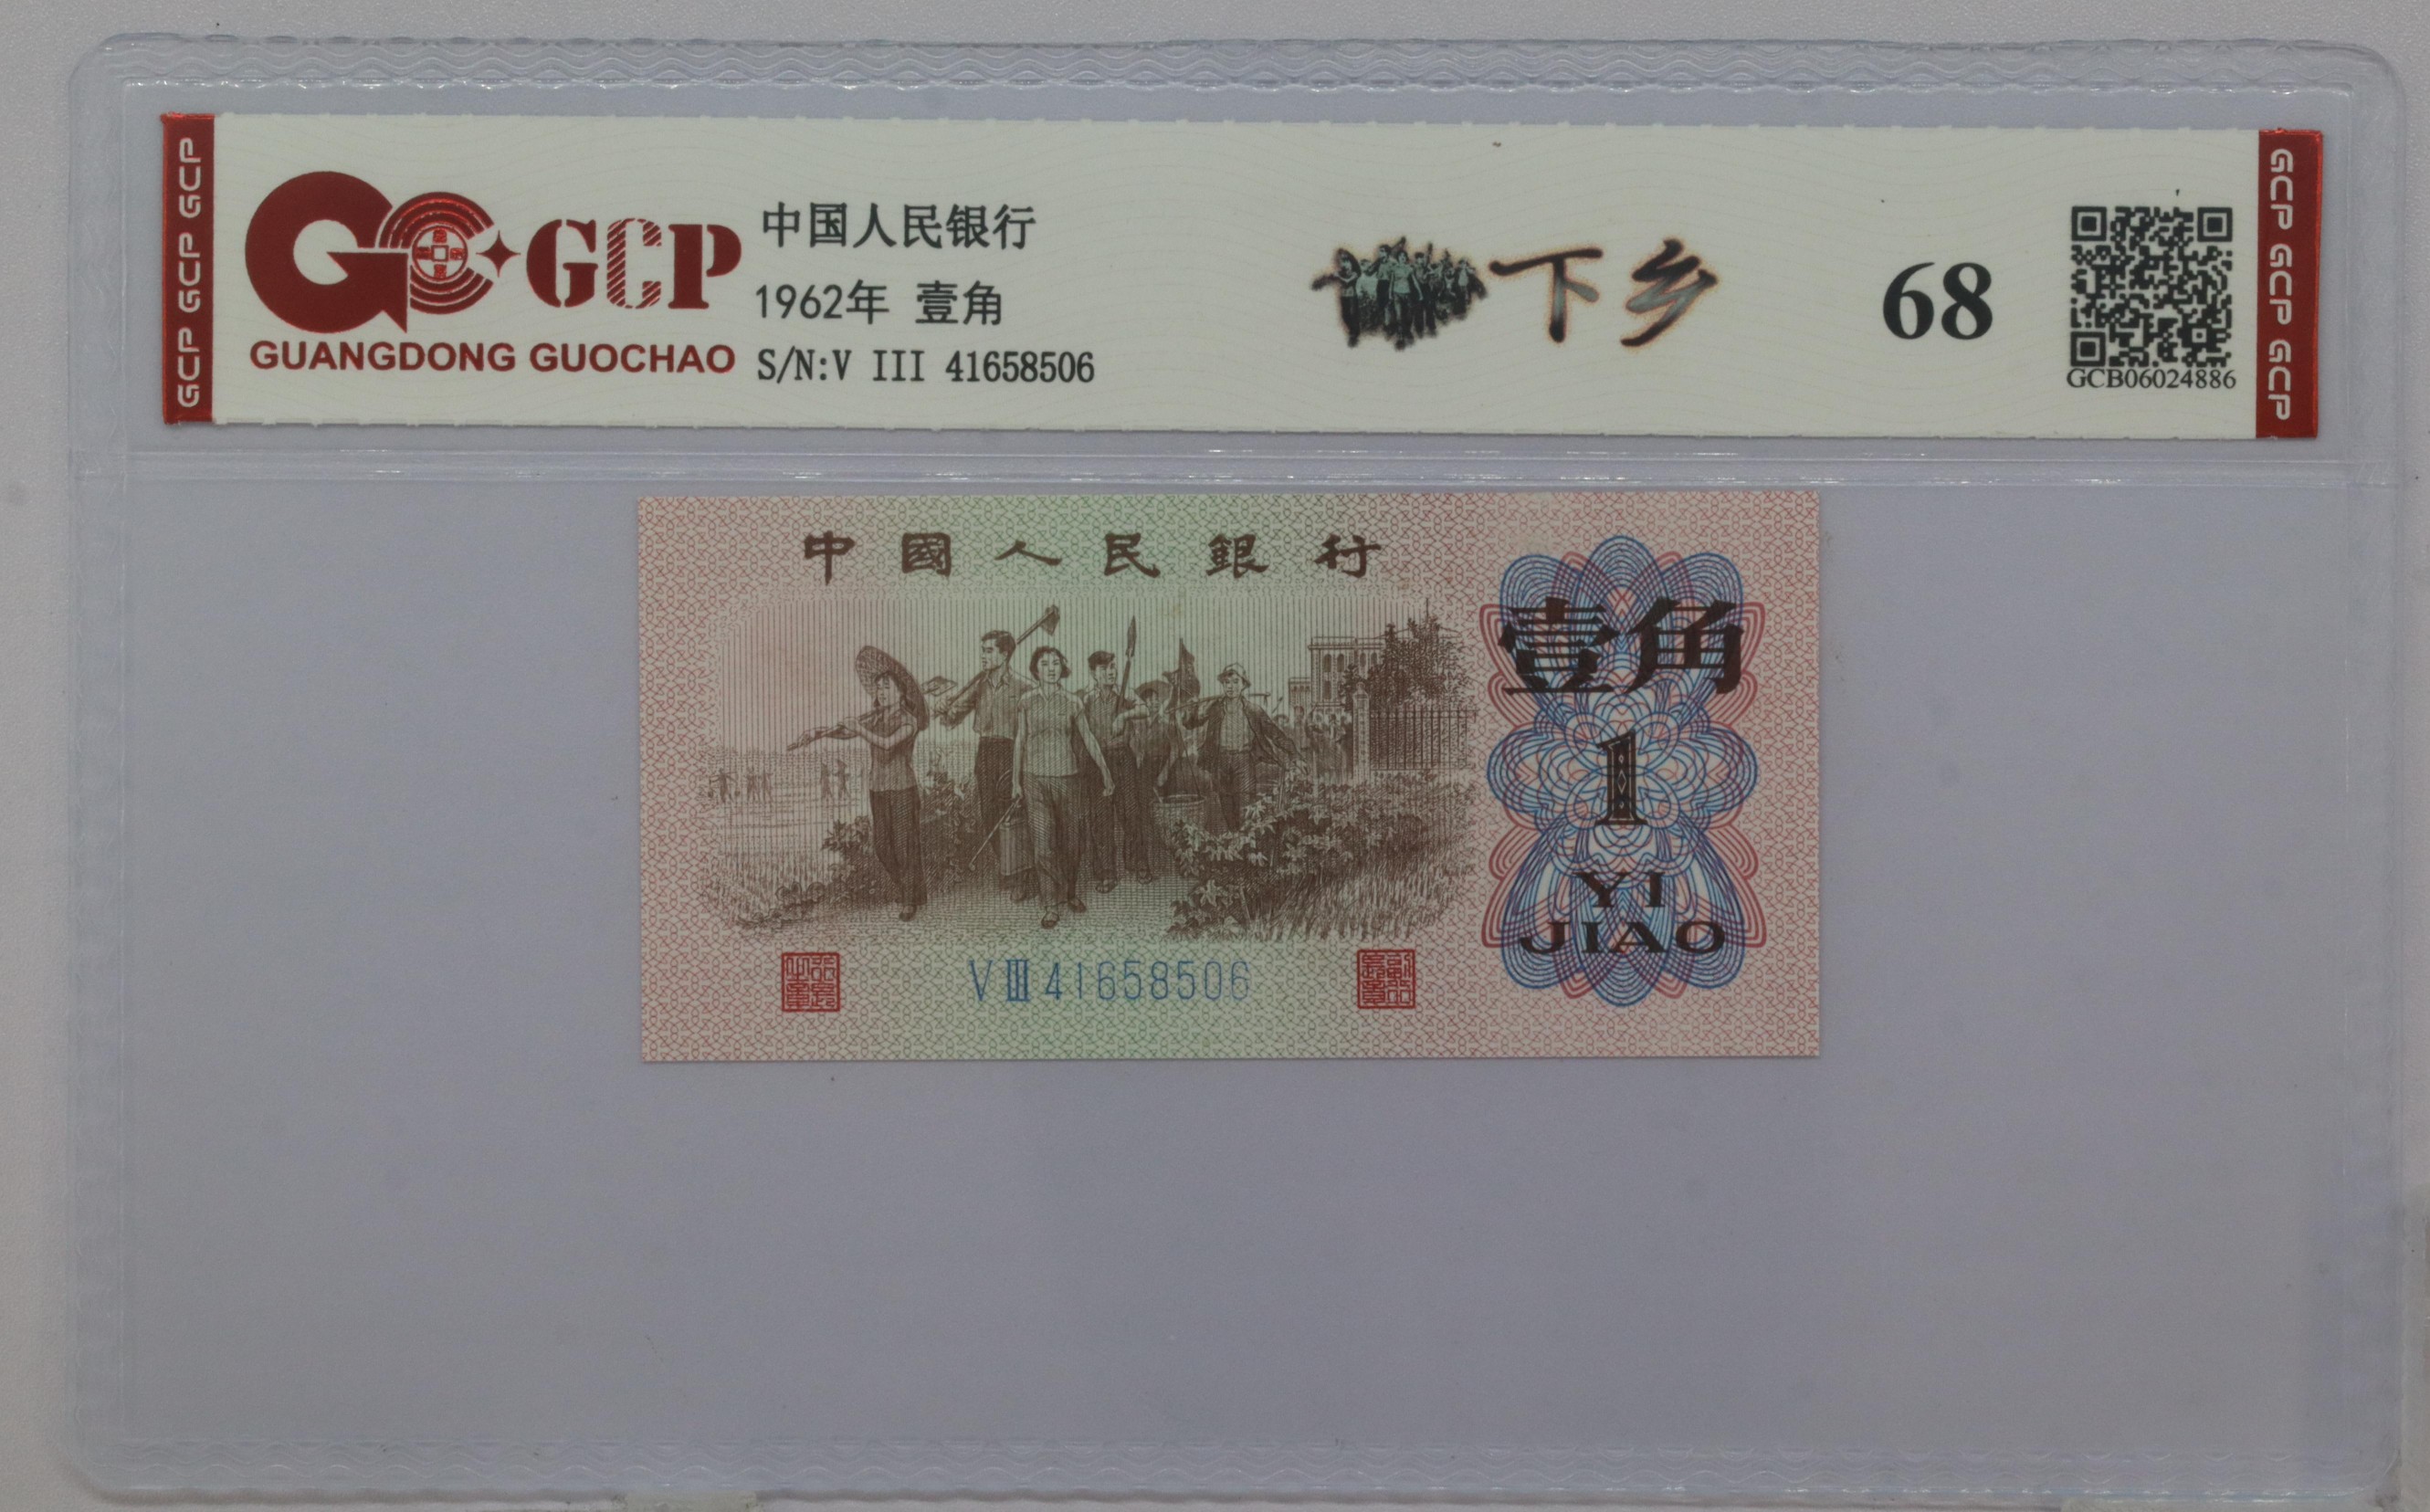 GCP GCP GCP
GCP
GUANGDONG GUOCHAO
中国人民银行
1962年 壹角
S/N:V III 41658506
下乡
68
GCB06024886
GCP GCP GCP
中國人民銀行
壹角
1
YI
JIAO
V III 41658506